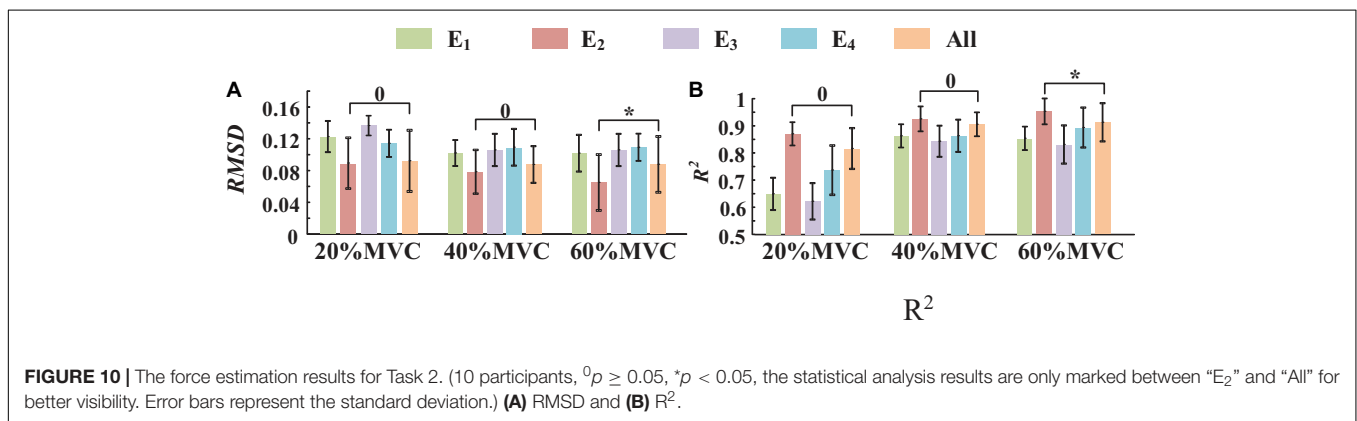 E₁ E₂ E₃ E₄ All
A
RMSD
0.16
0.12
0.08
0.04
0
0 0 *
20%MVC 40%MVC 60%MVC
B
R²
1
0.9
0.8
0.7
0.6
0.5
0 0 *
20%MVC 40%MVC 60%MVC
R²
FIGURE 10 | The force estimation results for Task 2. (10 participants, ⁰p ≥ 0.05, *p < 0.05, the statistical analysis results are only marked between “E₂” and “All” for
better visibility. Error bars represent the standard deviation.) (A) RMSD and (B) R².